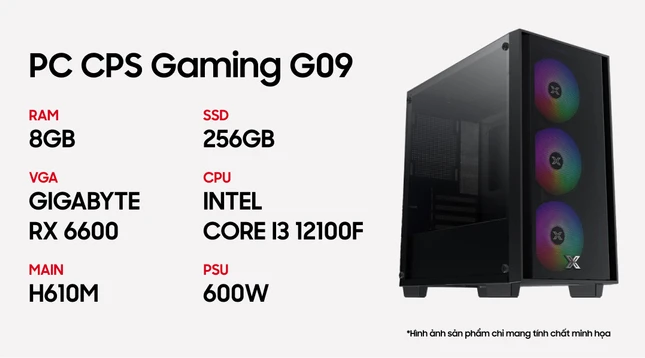 PC CPS Gaming G09
RAM
8GB
SSD
256GB
VGA
GIGABYTE
RX 6600
CPU
INTEL
CORE I3 12100F
MAIN
H610M
PSU
600W
*Hình ảnh sản phẩm chỉ mang tính chất minh họa